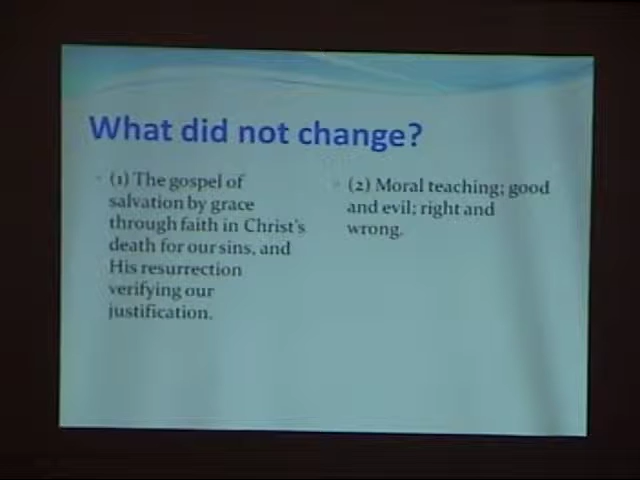 What did not change?
(1) The gospel of
salvation by grace
through faith in Christ's
death for our sins, and
His resurrection
verifying our
justification.
(2) Moral teaching; good
and evil; right and
wrong.